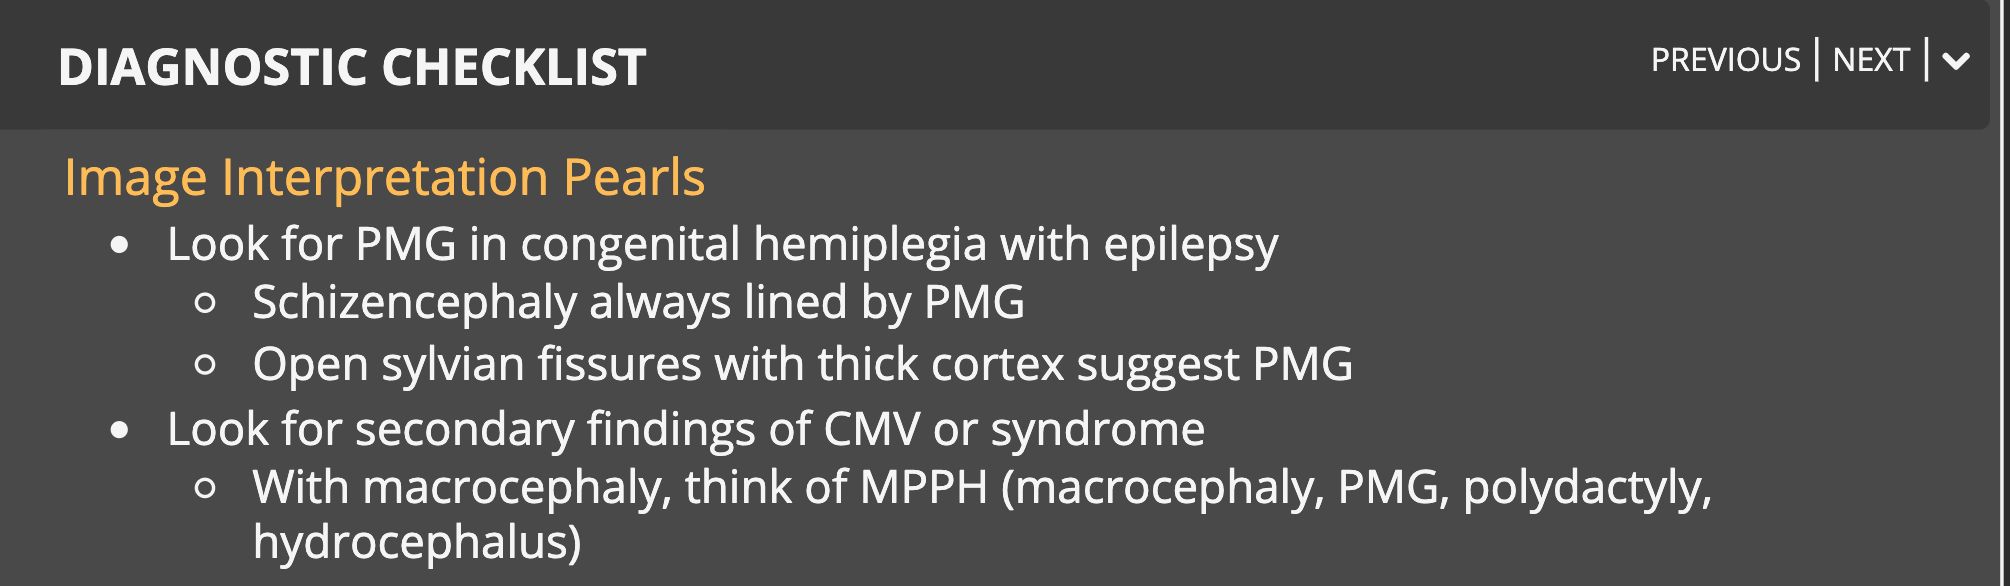 DIAGNOSTIC CHECKLIST
PREVIOUS | NEXT |
Image Interpretation Pearls
• Look for PMG in congenital hemiplegia with epilepsy
○ Schizencephaly always lined by PMG
○ Open sylvian fissures with thick cortex suggest PMG
• Look for secondary findings of CMV or syndrome
○ With macrocephaly, think of MPPH (macrocephaly, PMG, polydactyly,
hydrocephalus)